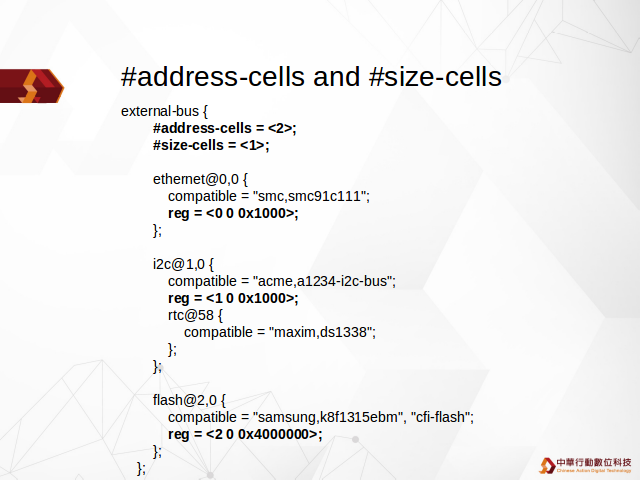 #address-cells and #size-cells
external-bus {
#address-cells = <2>;
#size-cells = <1>;
ethernet@0,0 {
compatible = "smc,smc91c111";
reg = <0 0 0x1000>;
};
i2c@1,0 {
compatible = "acme,a1234-i2c-bus";
reg = <1 0 0x1000>;
rtc@58 {
compatible = "maxim,ds1338";
};
};
flash@2,0 {
compatible = "samsung,k8f1315ebm", "cfi-flash";
reg = <2 0 0x4000000>;
};
};
中華行動數位科技
Chinese Action Digital Technology